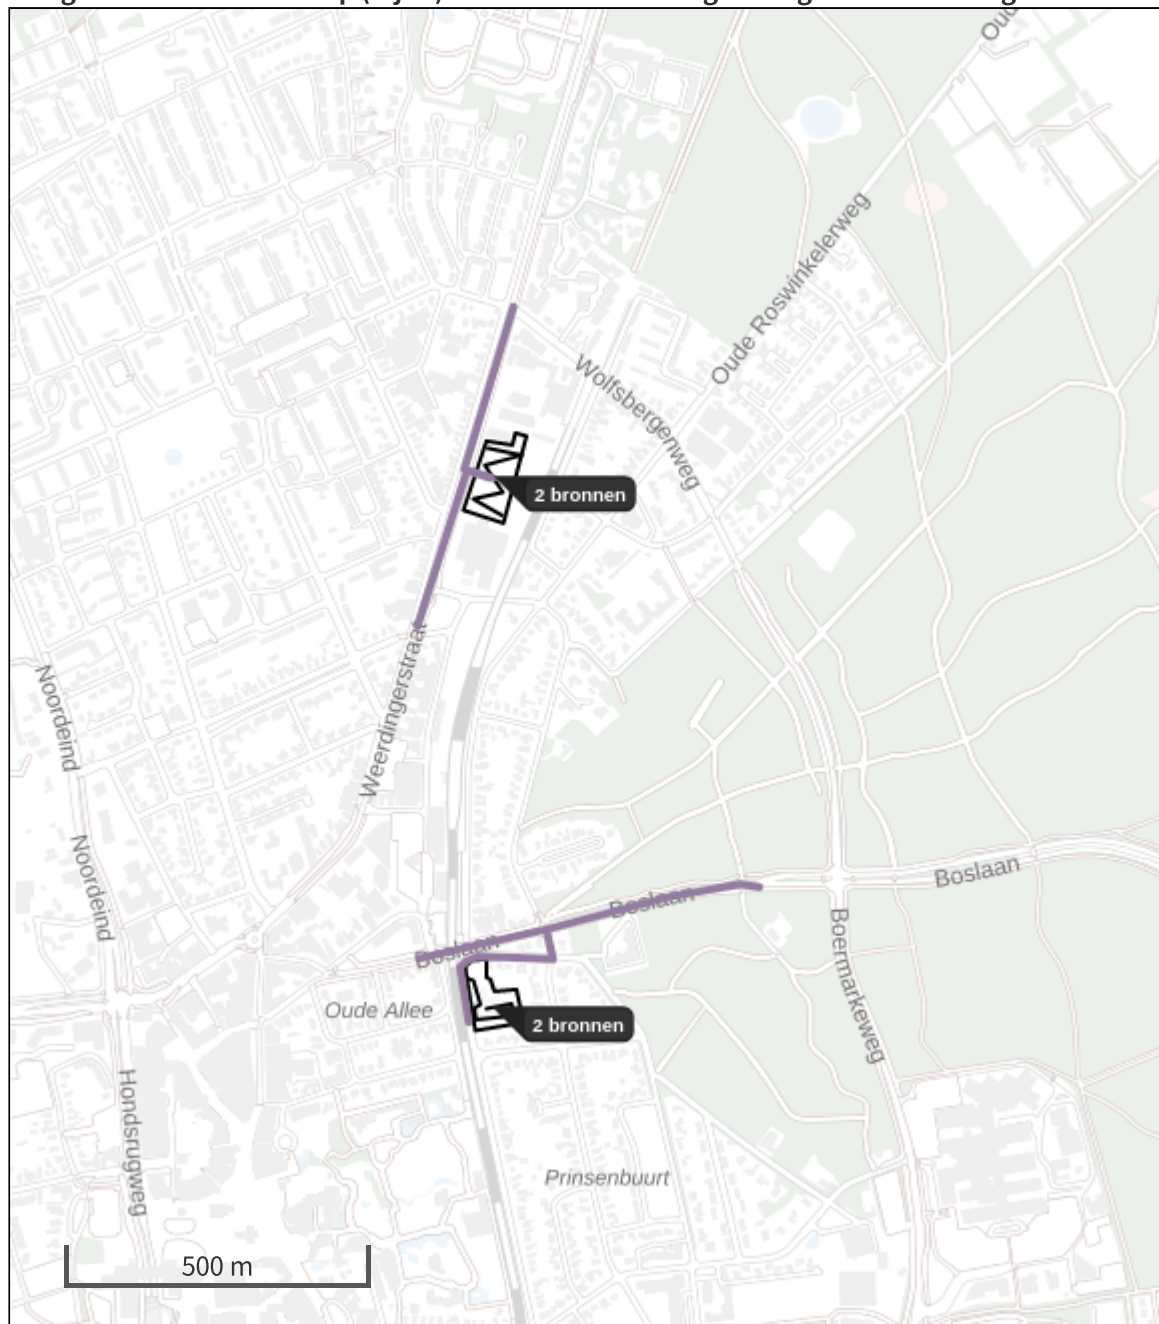 Oud
Oude Roswinkelerweg
Wolfsbergenweg
2 bronnen
Weerdingerstraat
Noordeind
Noordeind
Boslaan
Boslaan
Boslaan
Boermarkeweg
Oude Allee
2 bronnen
Hondsrugweg
Prinsenbuurt
500 m